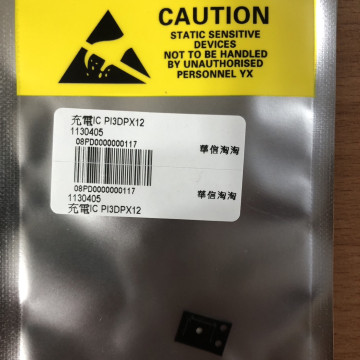 CAUTION
STATIC SENSITIVE
DEVICES
NOT TO BE HANDLED
BY UNAUTHORISED
PERSONNEL YX
充電IC PI3DPX12
1130405
08PD0000000117
華信淘淘
08PD0000000117
華信淘淘
1130405
充電IC PI3DPX12